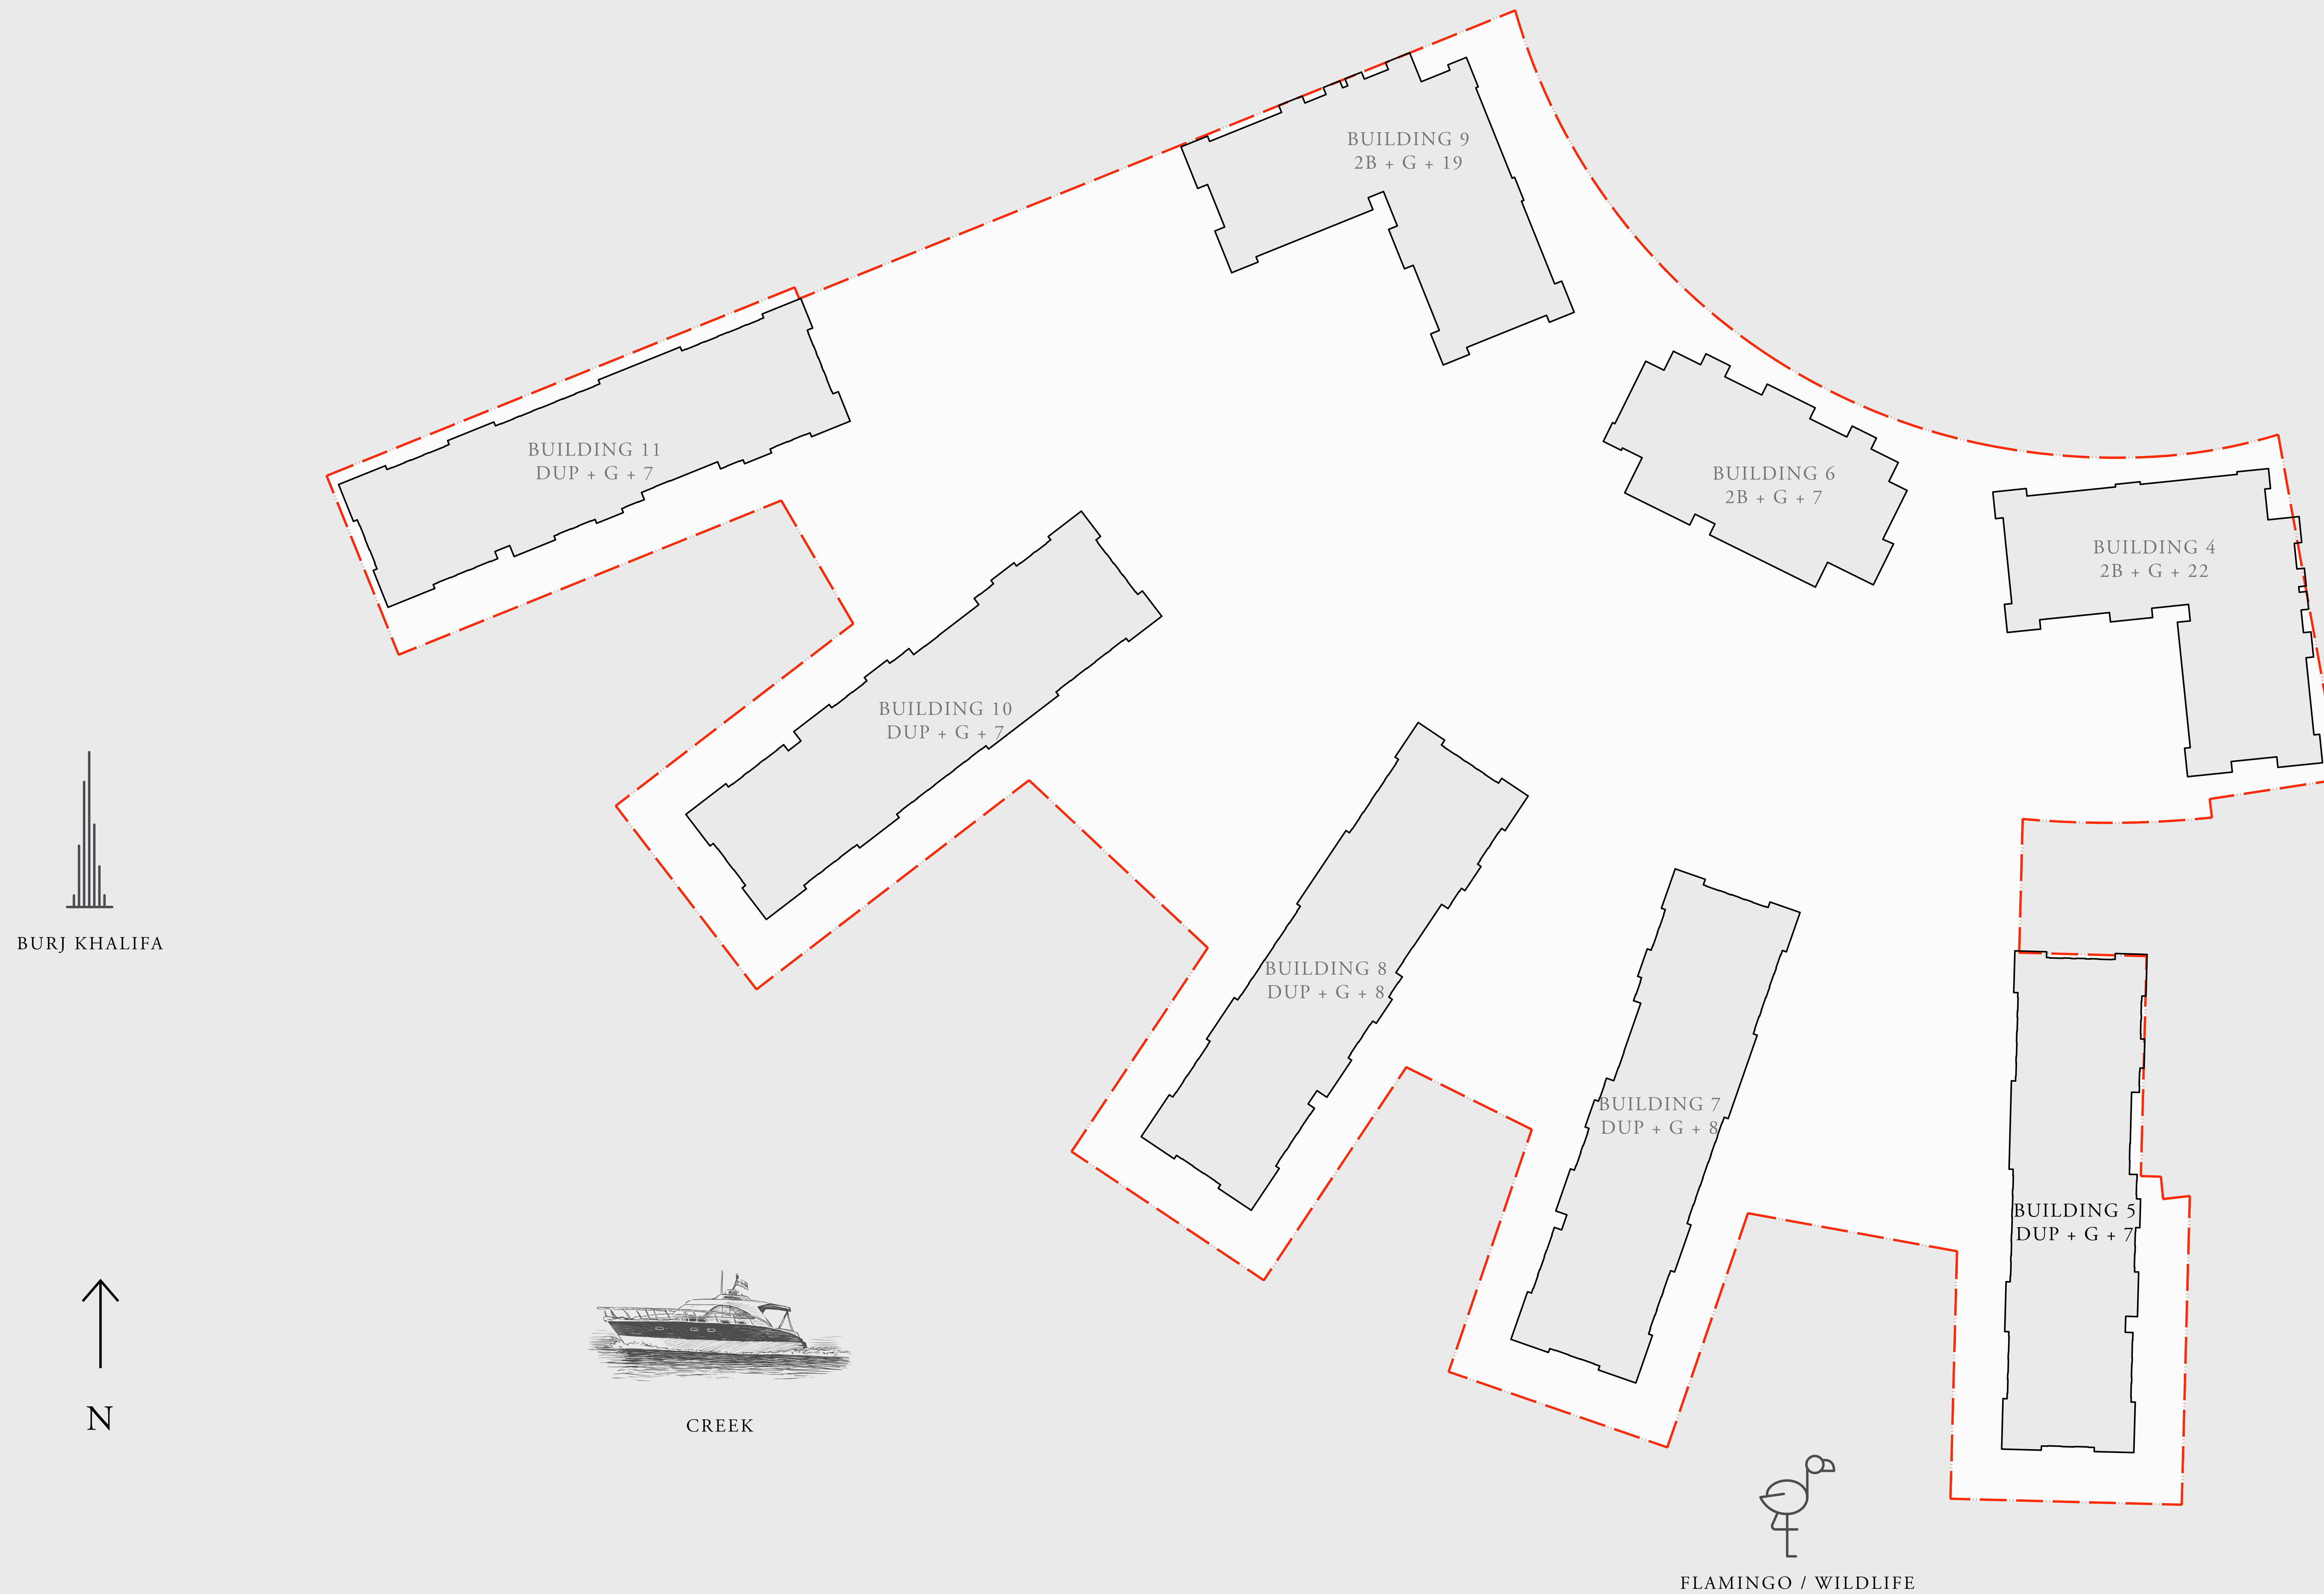 BUILDING 9
2B + G + 19
BUILDING 11
DUP + G + 7
BUILDING 6
2B + G + 7
BUILDING 4
2B + G + 22
BUILDING 10
DUP + G + 7
BURJ KHALIFA
BUILDING 8
DUP + G + 8
BUILDING 7
DUP + G + 8
BUILDING 5
DUP + G + 7
N
CREEK
FLAMINGO / WILDLIFE